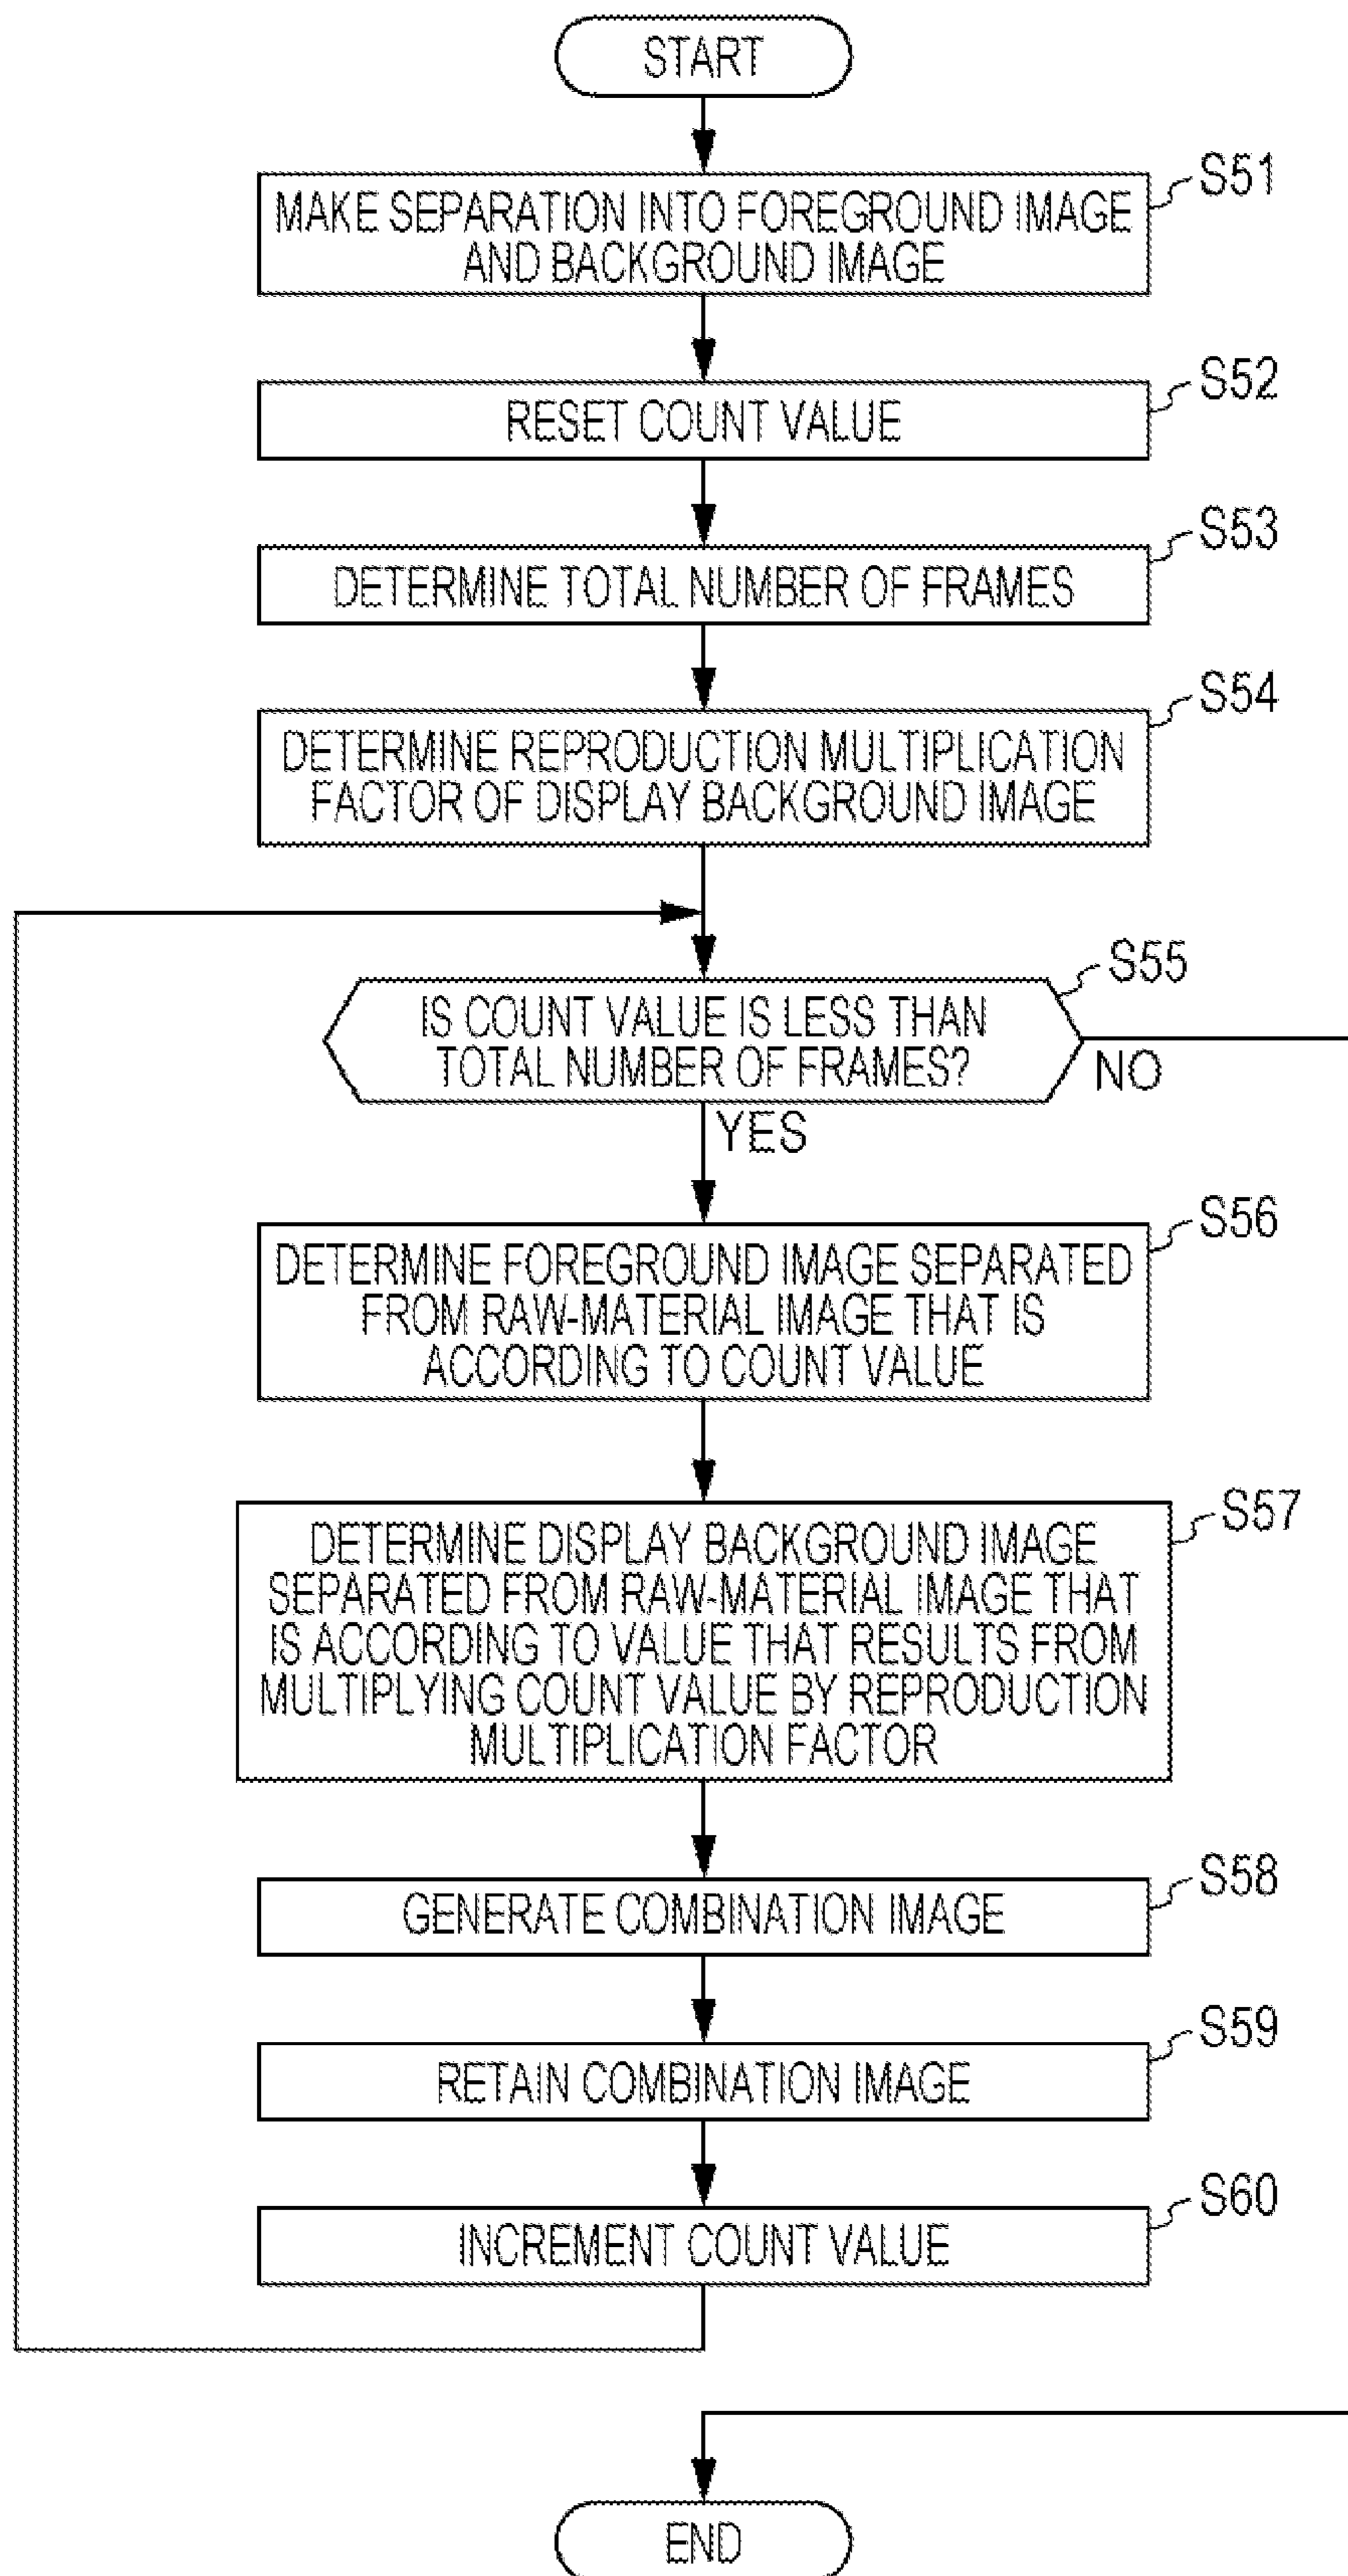 START
S51
MAKE SEPARATION INTO FOREGROUND IMAGE
AND BACKGROUND IMAGE
S52
RESET COUNT VALUE
S53
DETERMINE TOTAL NUMBER OF FRAMES
S54
DETERMINE REPRODUCTION MULTIPLICATION
FACTOR OF DISPLAY BACKGROUND IMAGE
S55
IS COUNT VALUE IS LESS THAN
TOTAL NUMBER OF FRAMES?
NO
YES
S56
DETERMINE FOREGROUND IMAGE SEPARATED
FROM RAW-MATERIAL IMAGE THAT IS
ACCORDING TO COUNT VALUE
S57
DETERMINE DISPLAY BACKGROUND IMAGE
SEPARATED FROM RAW-MATERIAL IMAGE THAT
IS ACCORDING TO VALUE THAT RESULTS FROM
MULTIPLYING COUNT VALUE BY REPRODUCTION
MULTIPLICATION FACTOR
S58
GENERATE COMBINATION IMAGE
S59
RETAIN COMBINATION IMAGE
S60
INCREMENT COUNT VALUE
END